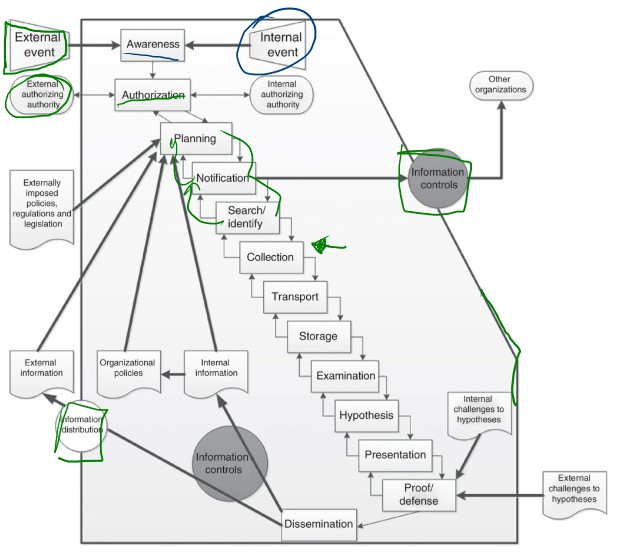 External
event
Awareness
Internal
event
External
authorizing
authority
Authorization
Internal
authorizing
authority
Other
organizations
Planning
Notification
Information
controls
Externally
imposed
policies,
regulations and
legislation
Search/
identify
Collection
Transport
Storage
External
information
Organizational
policies
Internal
information
Examination
Internal
challenges to
hypotheses
Information
distribution
Hypothesis
Information
controls
Presentation
Proof/
defense
External
challenges to
hypotheses
Dissemination